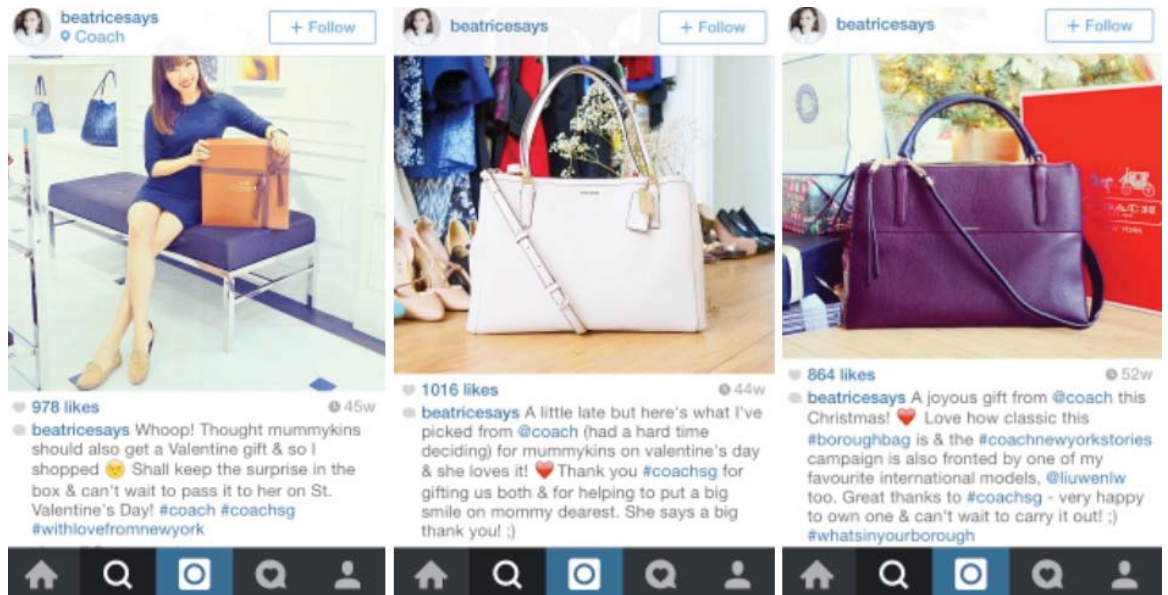 beatricesays
Coach
+ Follow
978 likes
45w
beatricesays Whoop! Thought mummykins
should also get a Valentine gift & so I
shopped 😉 Shall keep the surprise in the
box & can't wait to pass it to her on St.
Valentine's Day! #coach #coachsg
#withlovefromnewyork
beatricesays
+ Follow
1016 likes
44w
beatricesays A little late but here's what I've
picked from @coach (had a hard time
deciding) for mummykins on valentine's day
& she loves it! ❤️Thank you #coachsg for
gifting us both & for helping to put a big
smile on mommy dearest. She says a big
thank you! ;)
beatricesays
+ Follow
COACH
YORK
864 likes
52w
beatricesays A joyous gift from @coach this
Christmas! ❤️ Love how classic this
#boroughbag is & the #coachnewyorkstories
campaign is also fronted by one of my
favourite international models, @liuwenlw
too. Great thanks to #coachsg - very happy
to own one & can't wait to carry it out! ;)
#whatsinyourborough